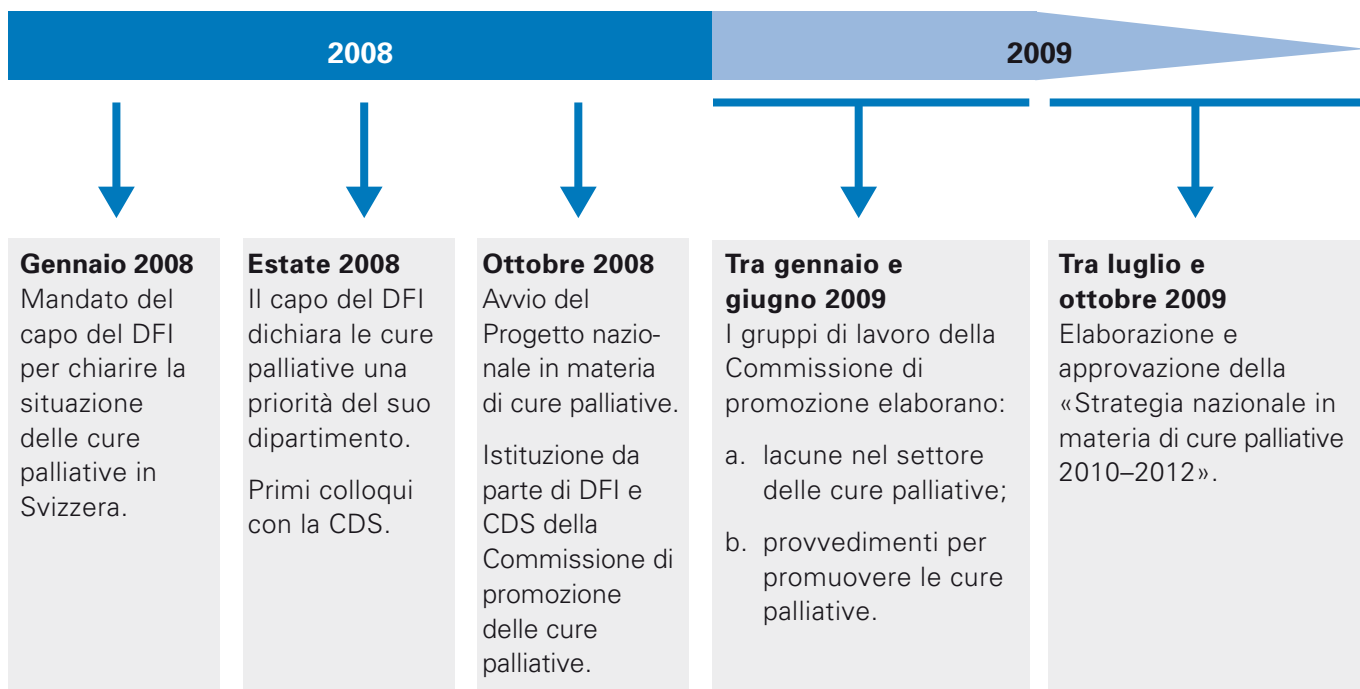 2008
2009
Gennaio 2008
Mandato del
capo del DFI
per chiarire la
situazione
delle cure
palliative in
Svizzera.
Estate 2008
Il capo del DFI
dichiara le cure
palliative una
priorità del suo
dipartimento.
Primi colloqui
con la CDS.
Ottobre 2008
Avvio del
Progetto nazio-
nale in materia
di cure palliative.
Istituzione da
parte di DFI e
CDS della
Commissione di
promozione
delle cure
palliative.
Tra gennaio e
giugno 2009
I gruppi di lavoro della
Commissione di
promozione elaborano:
a. lacune nel settore
delle cure palliative;
b. provvedimenti per
promuovere le cure
palliative.
Tra luglio e
ottobre 2009
Elaborazione e
approvazione della
«Strategia nazionale in
materia di cure palliative
2010–2012».